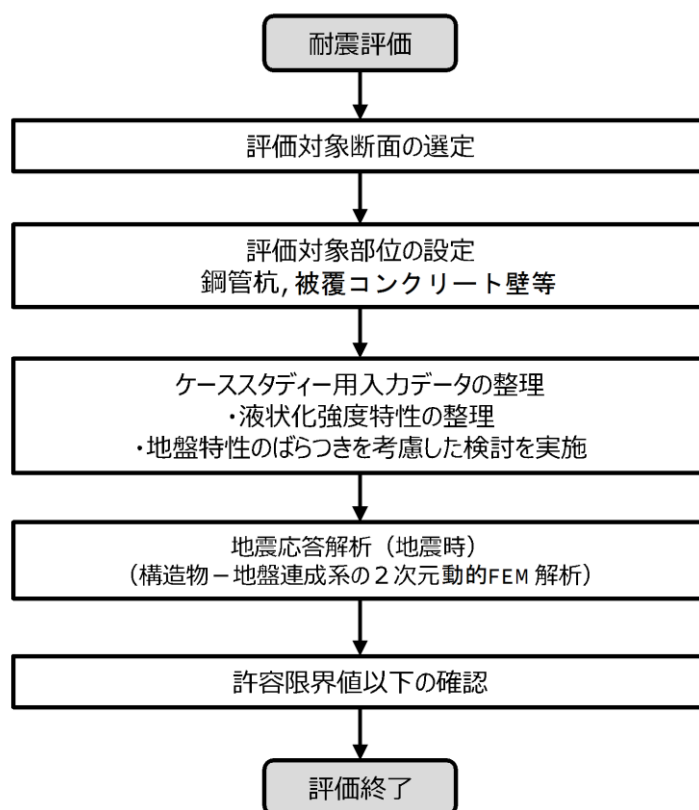 耐震評価
評価対象断面の選定
評価対象部位の設定
鋼管杭,被覆コンクリート壁等
ケーススタディー用入力データの整理
・液状化強度特性の整理
・地盤特性のばらつきを考慮した検討を実施
地震応答解析（地震時）
（構造物－地盤連成系の２次元動的FEM 解析）
許容限界値以下の確認
評価終了